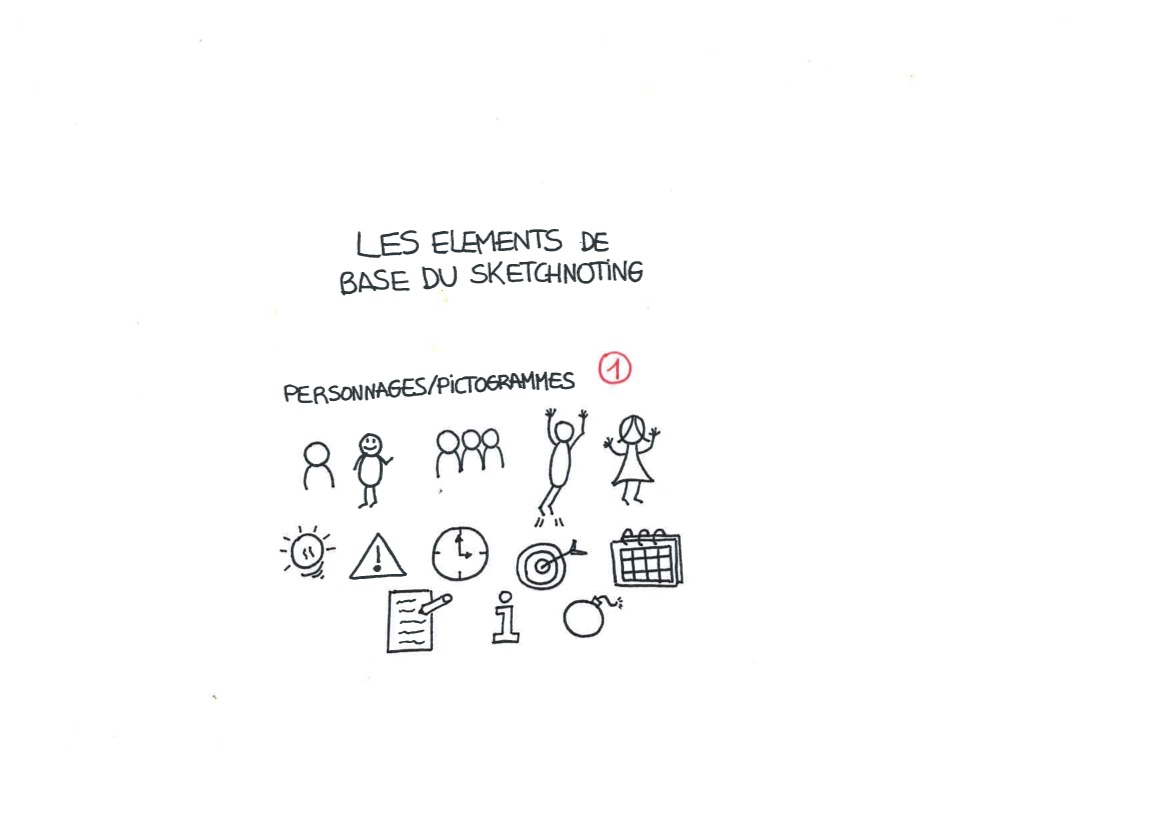 LES ELEMENTS DE
BASE DU SKETCHNOTING
PERSONNAGES/PiCTOGRAMMES 1